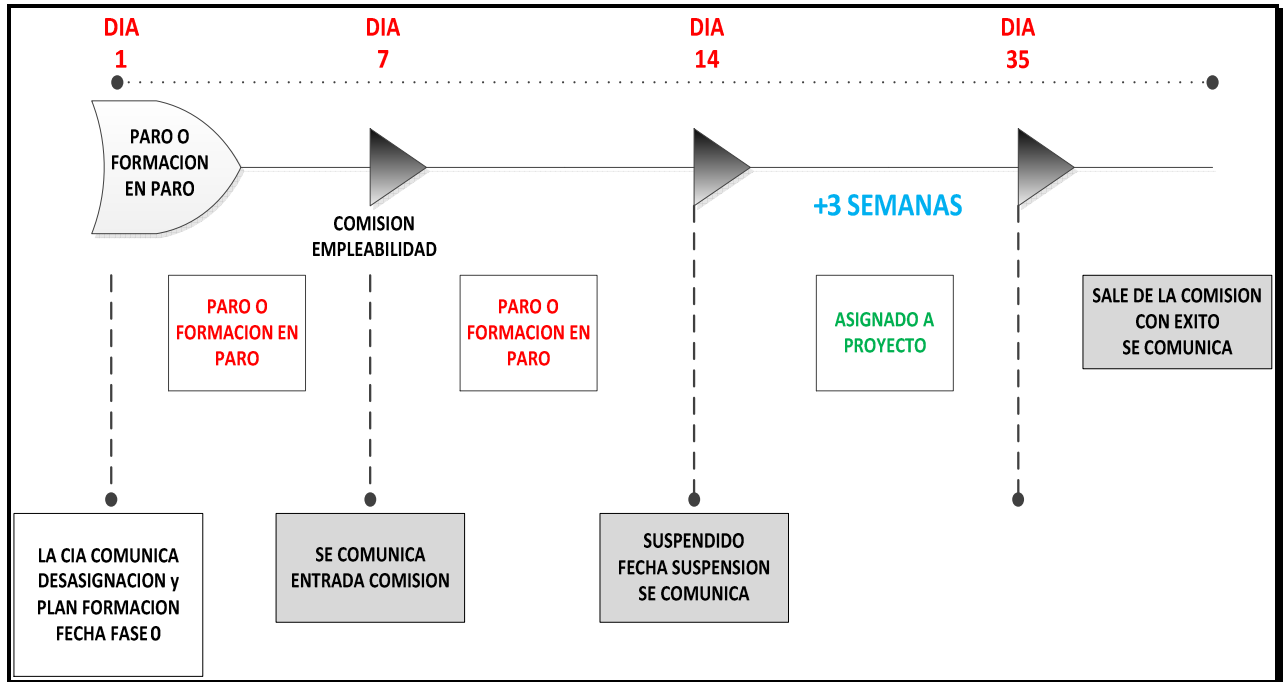 DIA
1
DIA
7
DIA
14
DIA
35
PARO O
FORMACION
EN PARO
COMISION
EMPLEABILIDAD
+3 SEMANAS
PARO O
FORMACION EN
PARO
PARO O
FORMACION EN
PARO
ASIGNADO A
PROYECTO
SALE DE LA COMISION
CON EXITO
SE COMUNICA
LA CIA COMUNICA
DESASIGNACION y
PLAN FORMACION
FECHA FASE 0
SE COMUNICA
ENTRADA COMISION
SUSPENDIDO
FECHA SUSPENSION
SE COMUNICA